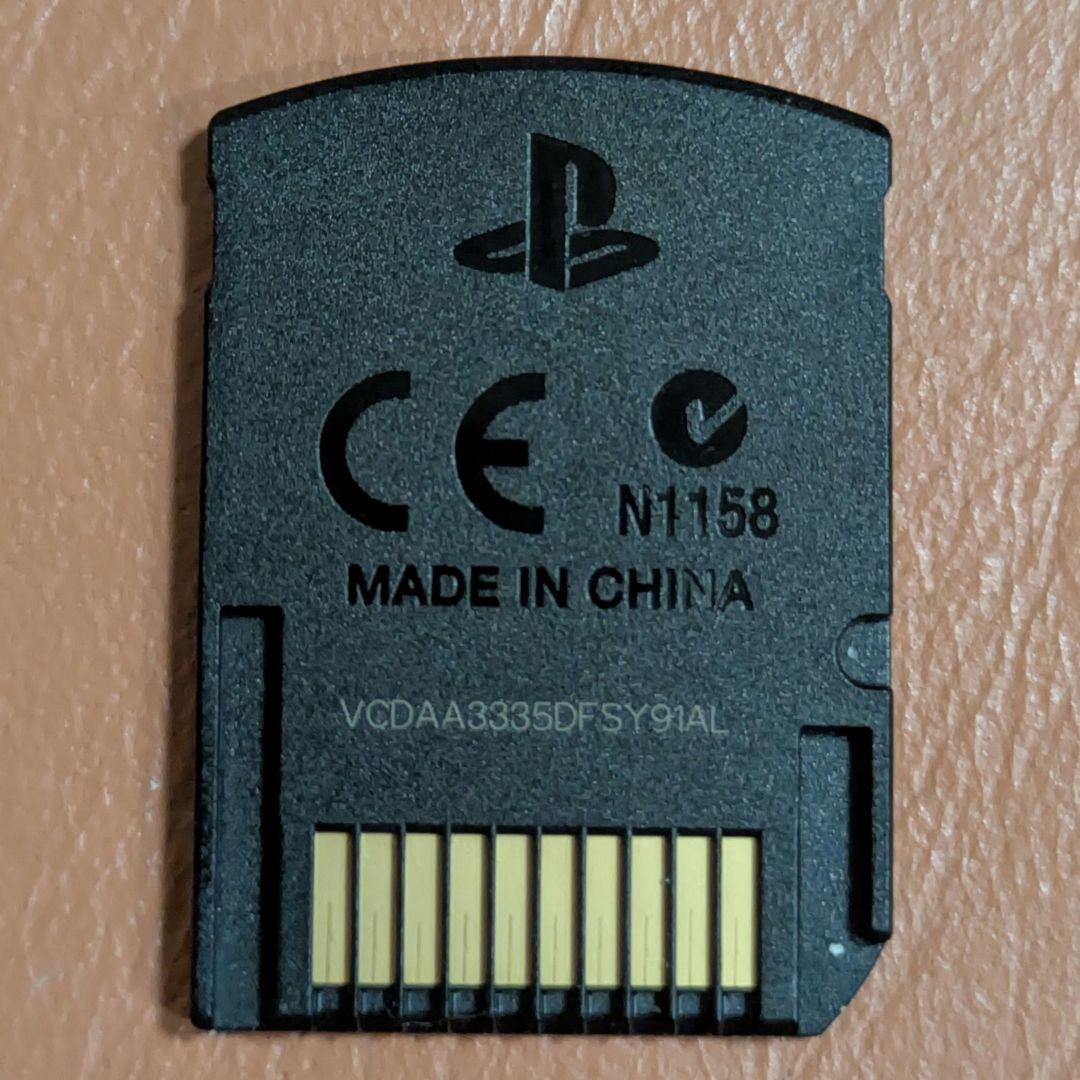 CE
N1158
MADE IN CHINA
VCDAA3335DFSY91AL